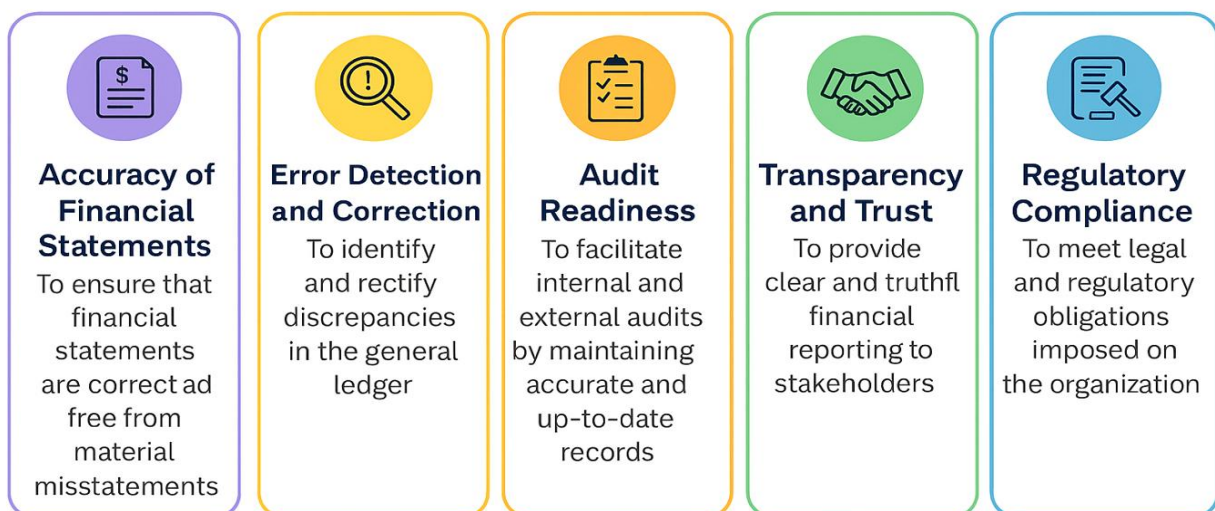 $
Accuracy of
Financial
Statements
To ensure that
financial
statements
are correct ad
free from
material
misstatements
!
Error Detection
and Correction
To identify
and rectify
discrepancies
in the general
ledger
Audit
Readiness
To facilitate
internal and
external audits
by maintaining
accurate and
up-to-date
records
Transparency
and Trust
To provide
clear and truthfl
financial
reporting to
stakeholders
Regulatory
Compliance
To meet legal
and regulatory
obligations
imposed on
the organization